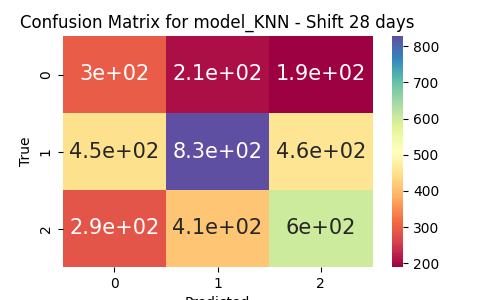 Confusion Matrix for model_KNN - Shift 28 days
True
0 3e+02 2.1e+02 1.9e+02
1 4.5e+02 8.3e+02 4.6e+02
2 2.9e+02 4.1e+02 6e+02
0 1 2
Predicted
800
700
600
500
400
300
200